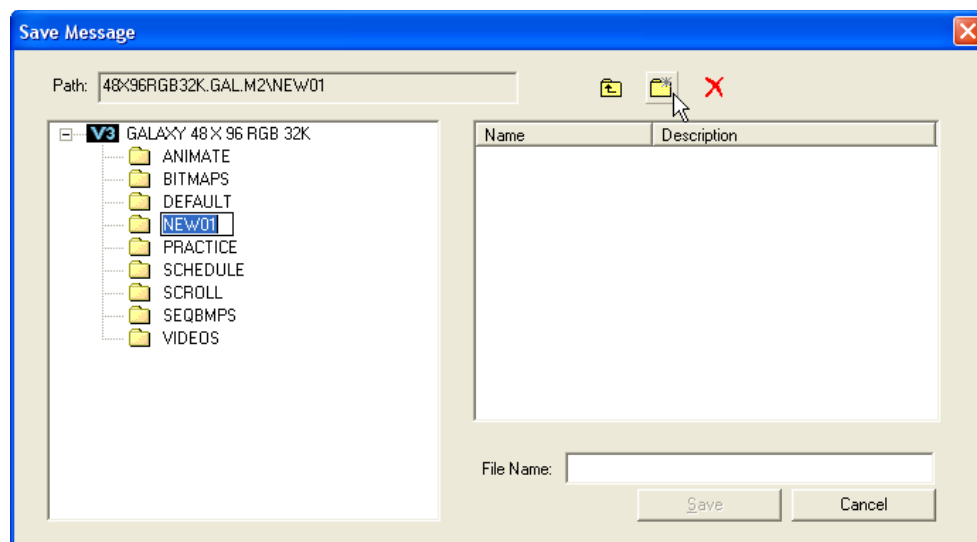 Save Message
Path: 48X96RGB32K.GAL.M2\NEW01
V3 GALAXY 48 X 96 RGB 32K
ANIMATE
BITMAPS
DEFAULT
NEW01
PRACTICE
SCHEDULE
SCROLL
SEQBMPS
VIDEOS
Name Description
File Name:
Save Cancel